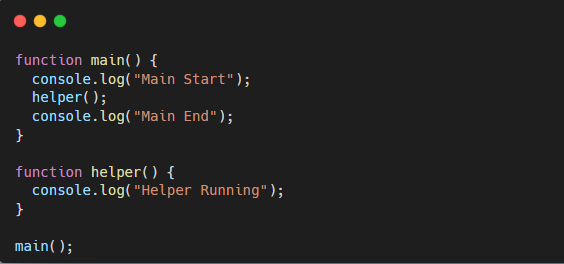 function main() {
  console.log("Main Start");
  helper();
  console.log("Main End");
}

function helper() {
  console.log("Helper Running");
}

main();